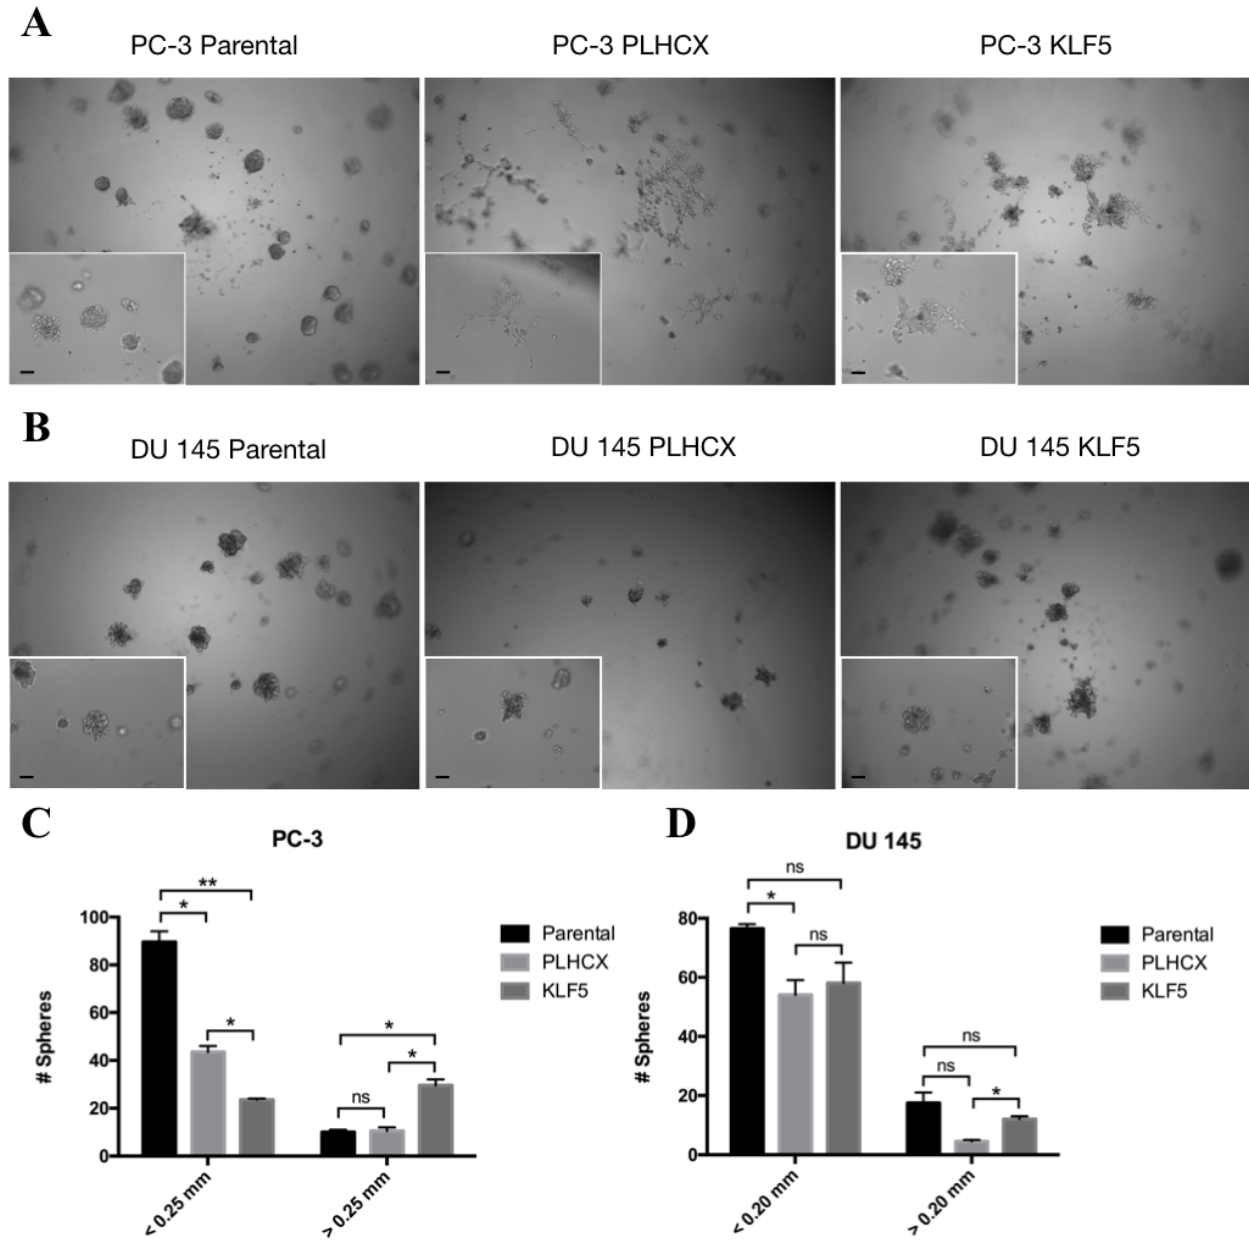 A
PC-3 Parental
PC-3 PLHCX
PC-3 KLF5
B
DU 145 Parental
DU 145 PLHCX
DU 145 KLF5
C
PC-3
**
*
*
*
*
ns
# Spheres
100
80
60
40
20
0
< 0.25 mm
> 0.25 mm
Parental
PLHCX
KLF5
D
DU 145
ns
*
ns
ns
ns
*
# Spheres
80
60
40
20
0
< 0.20 mm
> 0.20 mm
Parental
PLHCX
KLF5